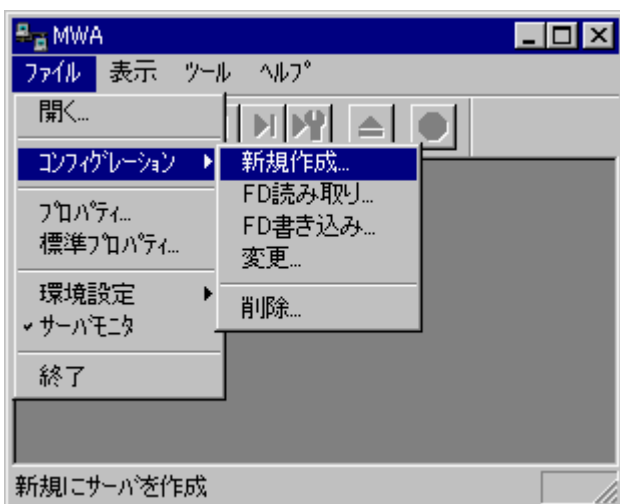 MWA
ﾌｧｲﾙ 表示 ﾂｰﾙ ﾍﾙﾌﾟ
開く...
ｺﾝﾌｨｸﾞﾚｰｼｮﾝ
新規作成...
FD読み取り...
FD書き込み...
変更...
削除...
ﾌﾟﾛﾊﾟﾃｨ...
標準ﾌﾟﾛﾊﾟﾃｨ...
環境設定
ｻｰﾊﾞﾓﾆﾀ
終了
新規にｻｰﾊﾞを作成